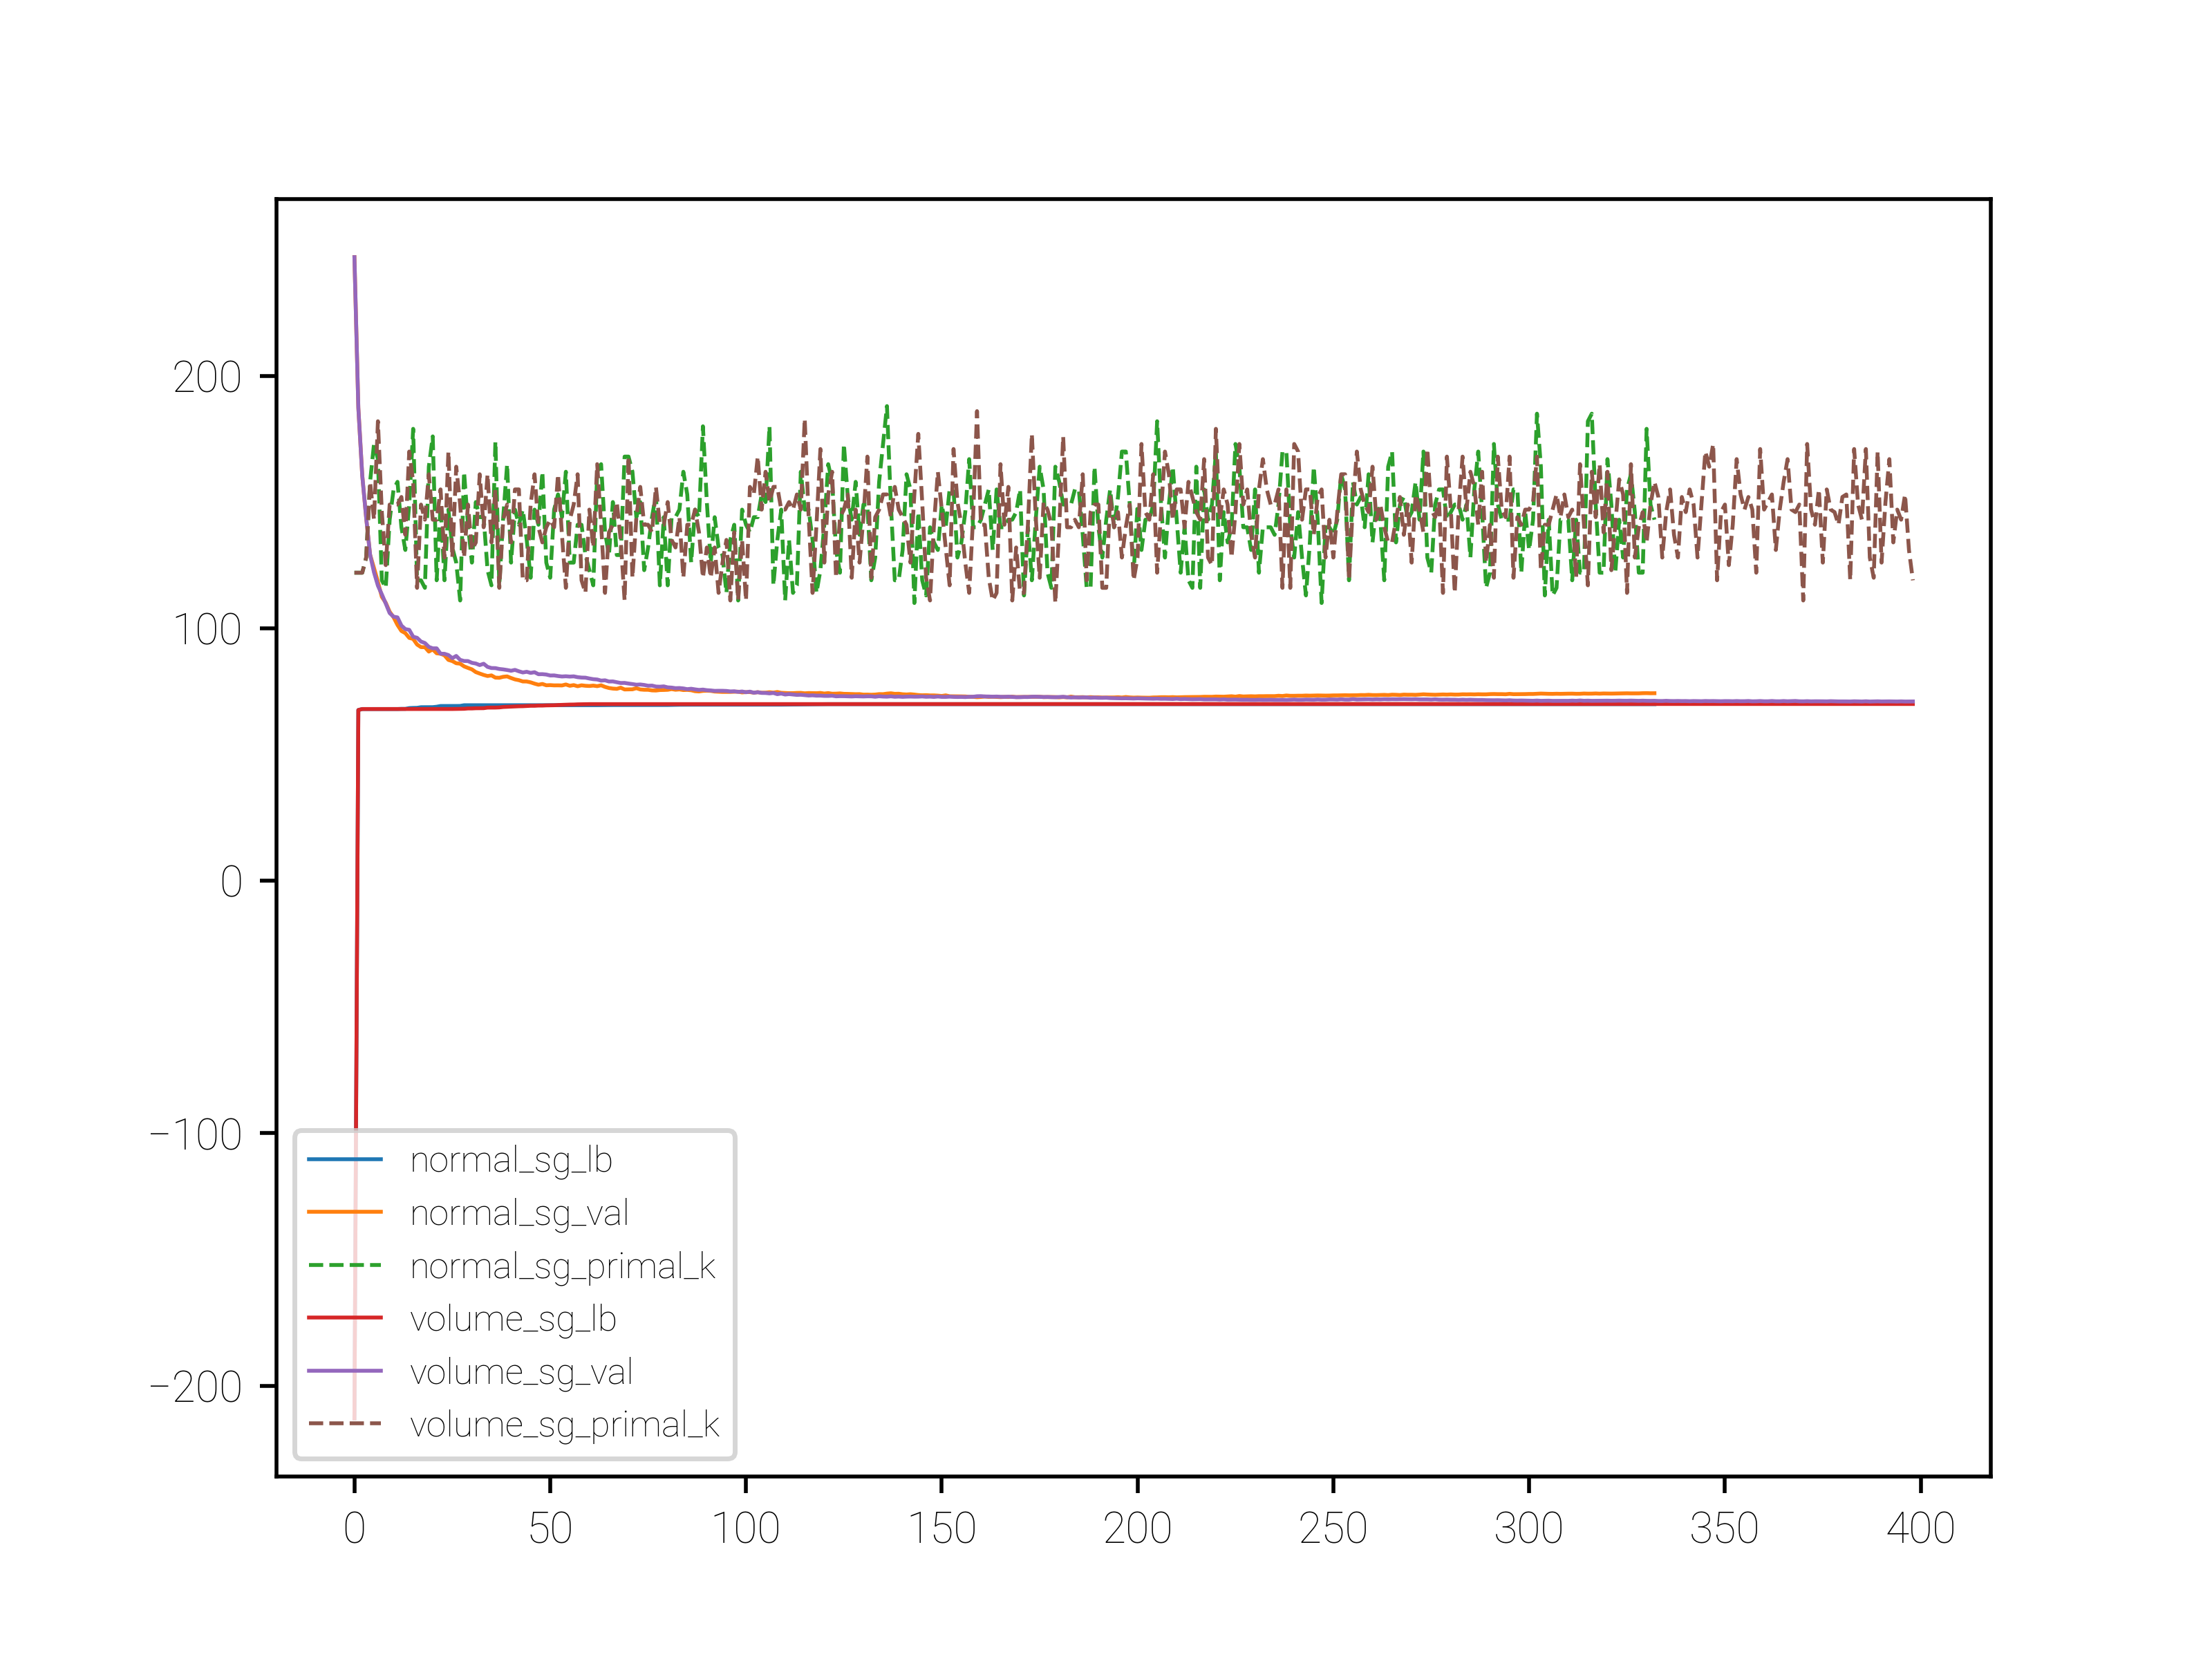 200
100
0
−100
−200
normal_sg_lb
normal_sg_val
normal_sg_primal_k
volume_sg_lb
volume_sg_val
volume_sg_primal_k
0 50 100 150 200 250 300 350 400